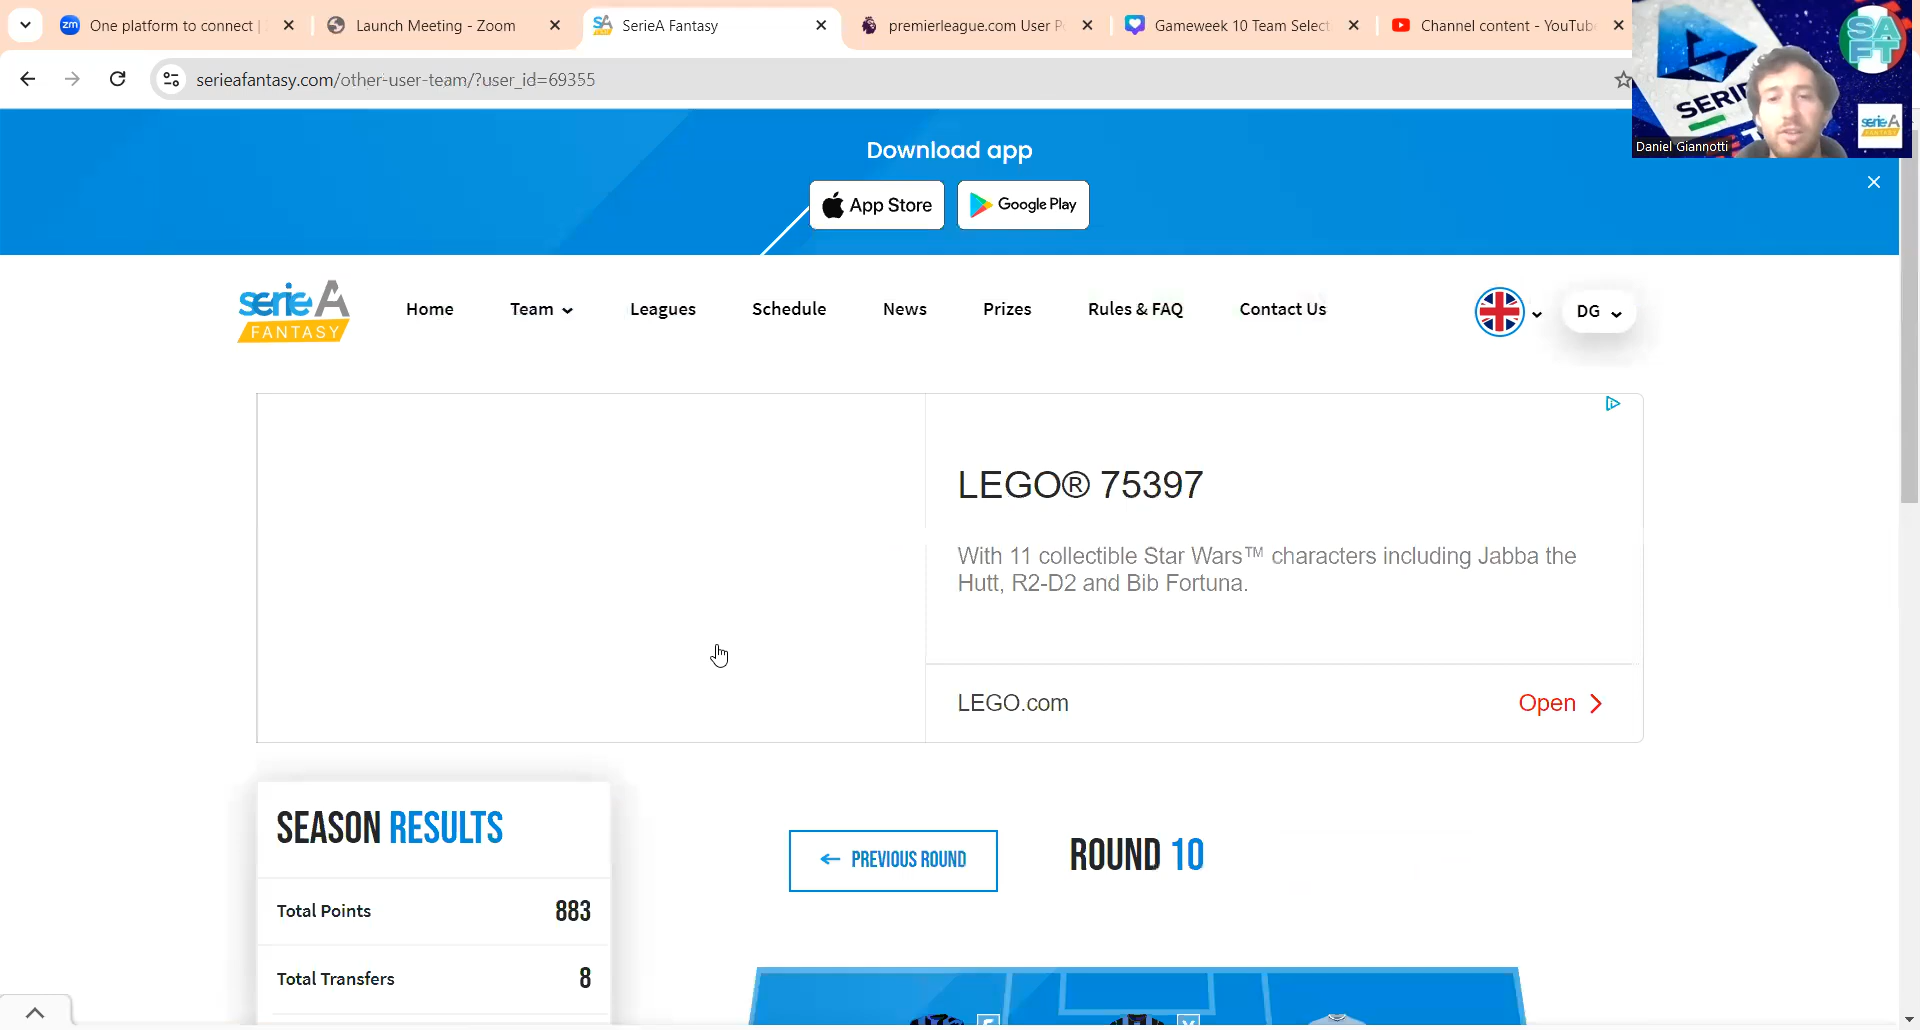 One platform to connect |
Launch Meeting - Zoom
SerieA Fantasy
premierleague.com User P
Gameweek 10 Team Select
Channel content - YouTub
serieafantasy.com/other-user-team/?user_id=69355
Download app
App Store
Google Play
Daniel Giannotti
SAFT
serie A
FANTASY
Home
Team
Leagues
Schedule
News
Prizes
Rules & FAQ
Contact Us
DG
LEGO® 75397
With 11 collectible Star Wars™ characters including Jabba the
Hutt, R2-D2 and Bib Fortuna.
LEGO.com
Open
SEASON RESULTS
PREVIOUS ROUND
ROUND 10
Total Points
883
Total Transfers
8